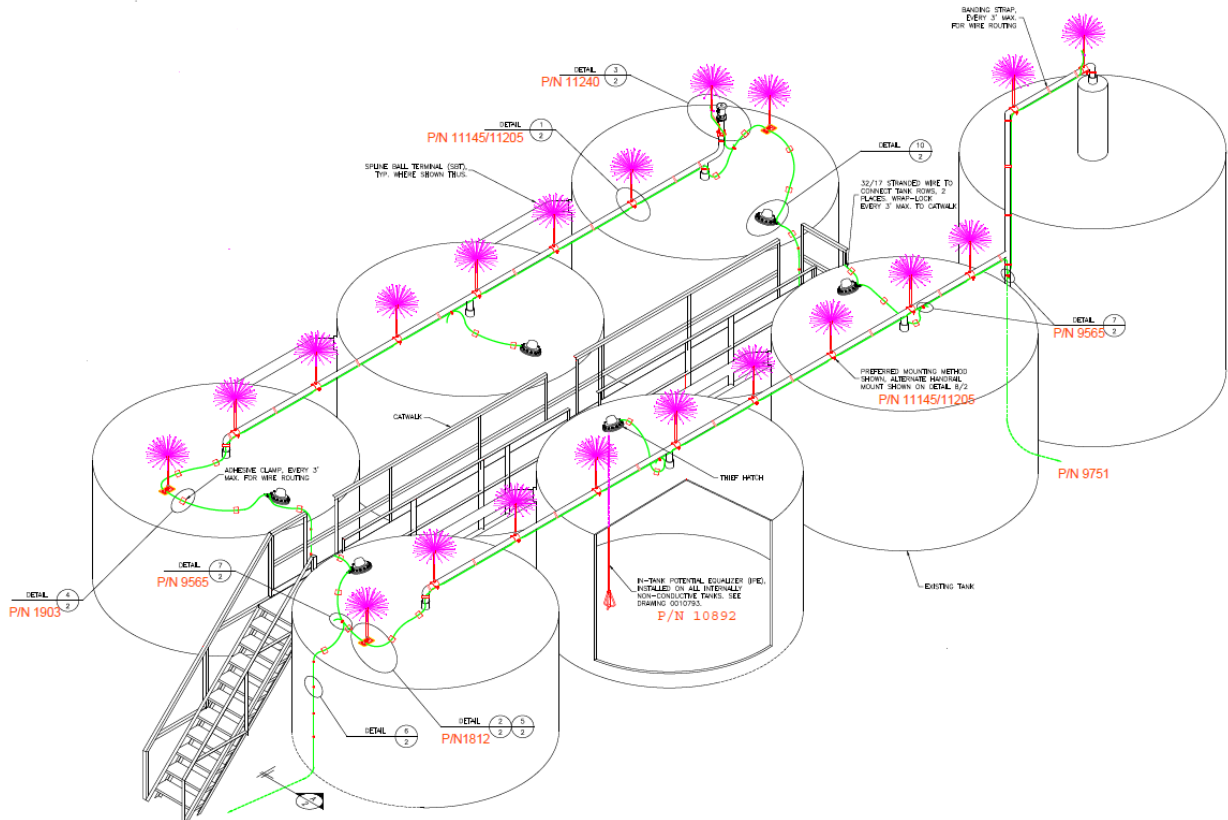 BANDING STRAP,
EVERY 3' MAX.
FOR WIRE ROUTING
DETAIL 3
2
P/N 11240
DETAIL 1
2
P/N 11145/11205
SPLINE BALL TERMINAL (SBT),
TYP. WHERE SHOWN THUS.
DETAIL 10
2
32/17 STRANDED WIRE TO
CONNECT TANK ROWS, 2
PLACES. WRAP-LOCK
EVERY 3' MAX. TO CATWALK
DETAIL 7
2
P/N 9565
PREFERRED MOUNTING METHOD
SHOWN, ALTERNATE HANDRAIL
MOUNT SHOWN ON DETAIL 8/2
P/N 11145/11205
CATWALK
ADHESIVE CLAMP, EVERY 3'
MAX. FOR WIRE ROUTING
THIEF HATCH
P/N 9751
DETAIL 7
2
P/N 9565
IN-TANK POTENTIAL EQUALIZER (IPE),
INSTALLED ON ALL INTERNALLY
NON-CONDUCTIVE TANKS. SEE
DRAWING 0010793.
P/N 10892
EXISTING TANK
DETAIL 4
2
P/N 1903
DETAIL 6
2
DETAIL 2 5
2 2
P/N1812